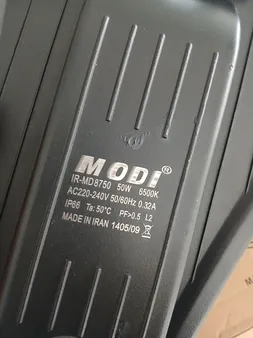 MODI®
IR-MD8750 50W 6500K
AC220-240V 50/60Hz 0.32A
IP66 Ta:50°C PF>0.5 L2
MADE IN IRAN 1405/09